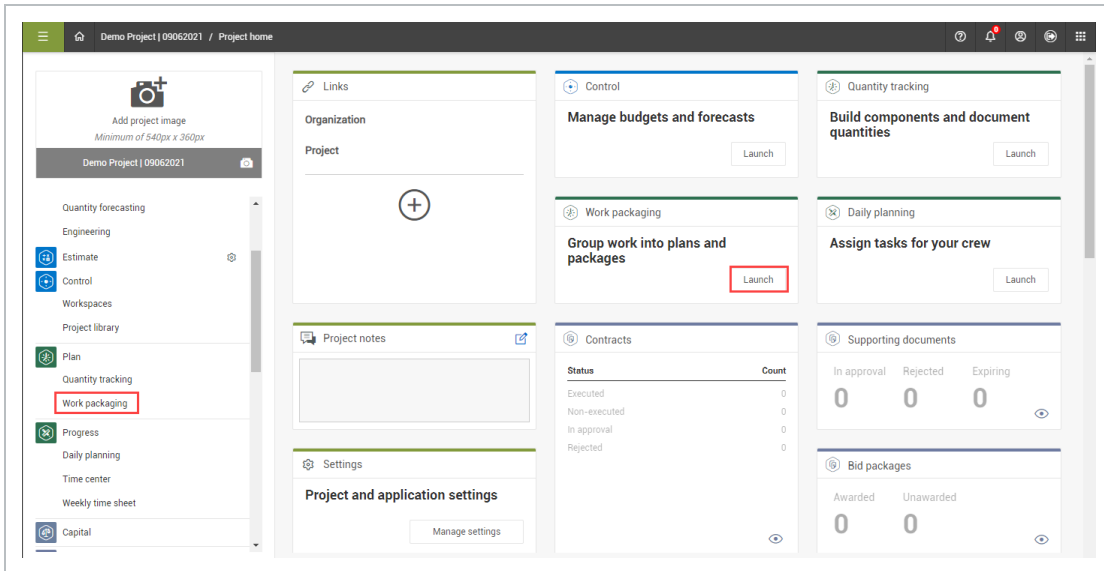 Demo Project | 09062021 / Project home
0
Add project image
Minimum of 540px x 360px
Demo Project | 09062021
Quantity forecasting
Engineering
Estimate
Control
Workspaces
Project library
Plan
Quantity tracking
Work packaging
Progress
Daily planning
Time center
Weekly time sheet
Capital
Links
Organization
Project
Project notes
Settings
Project and application settings
Manage settings
Control
Manage budgets and forecasts
Launch
Work packaging
Group work into plans and
packages
Launch
Contracts
Status Count
Executed 0
Non-executed 0
In approval 0
Rejected 0
Quantity tracking
Build components and document
quantities
Launch
Daily planning
Assign tasks for your crew
Launch
Supporting documents
In approval Rejected Expiring
0 0 0
Bid packages
Awarded Unawarded
0 0